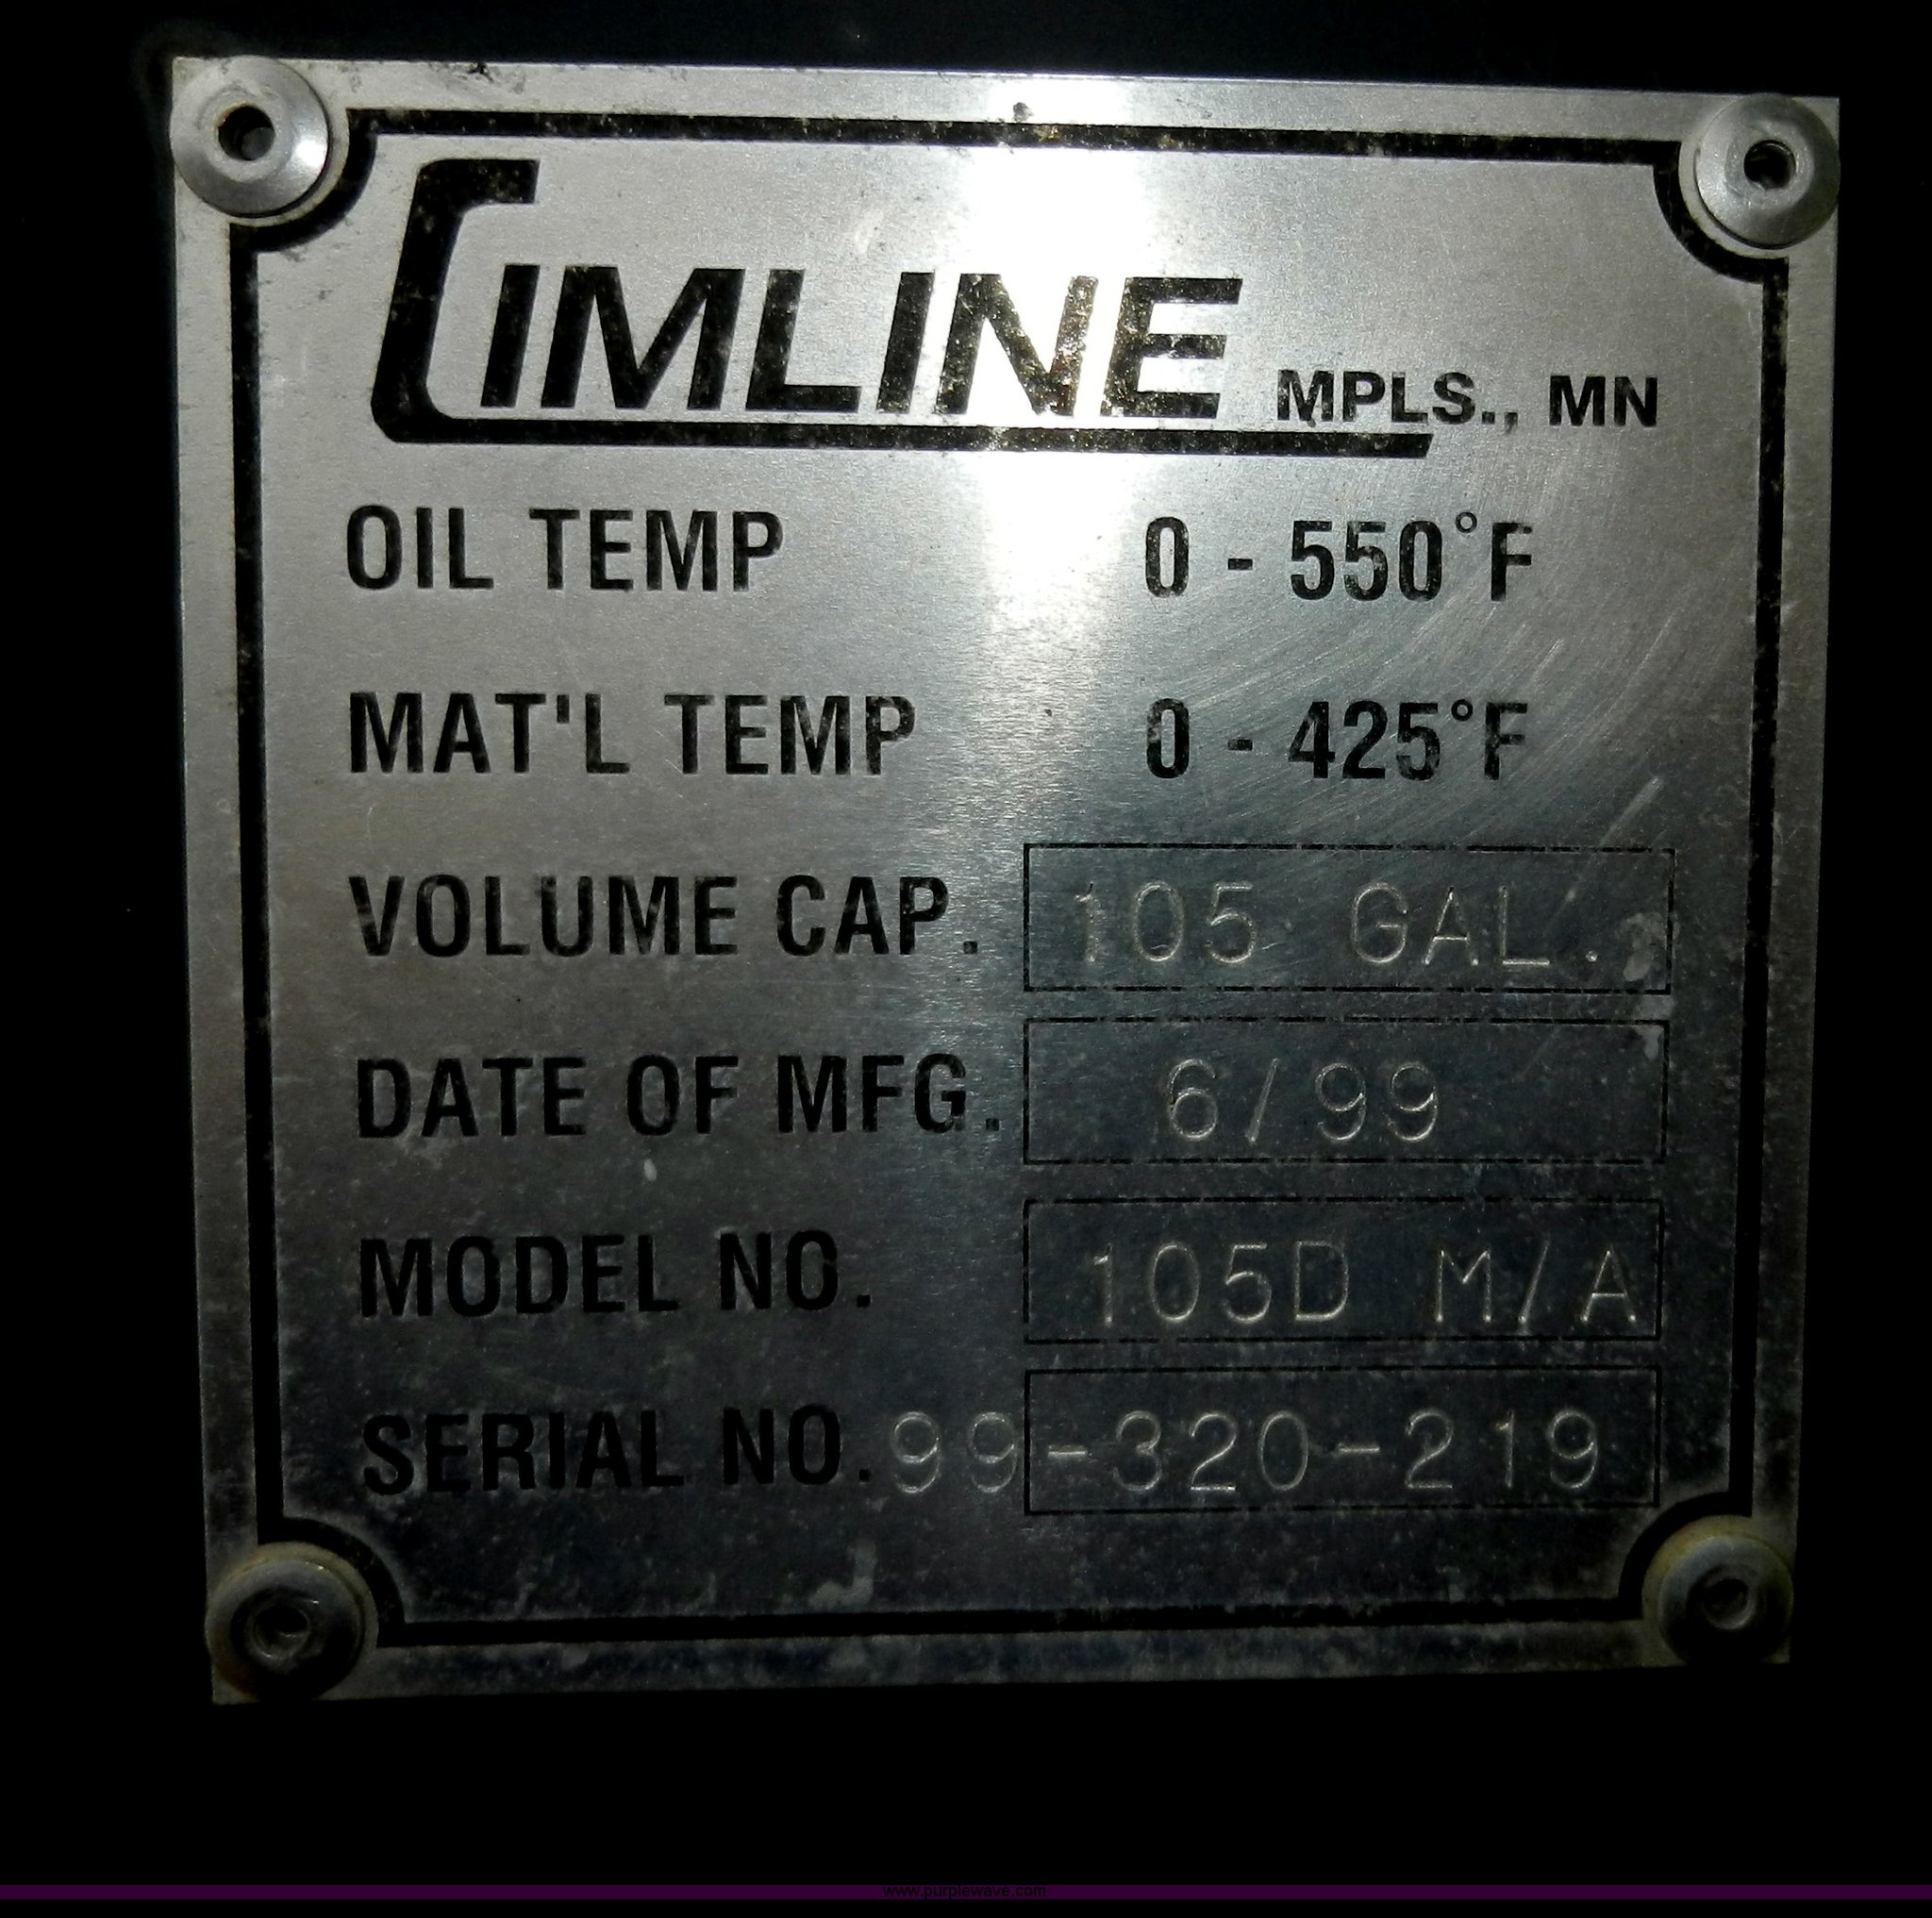 CIMLINE MPLS., MN
OIL TEMP 0 - 550°F
MAT'L TEMP 0 - 425°F
VOLUME CAP. 105 GAL.
DATE OF MFG. 6/99
MODEL NO. 105D M/A
SERIAL NO. 99-320-219
www.purplewave.com